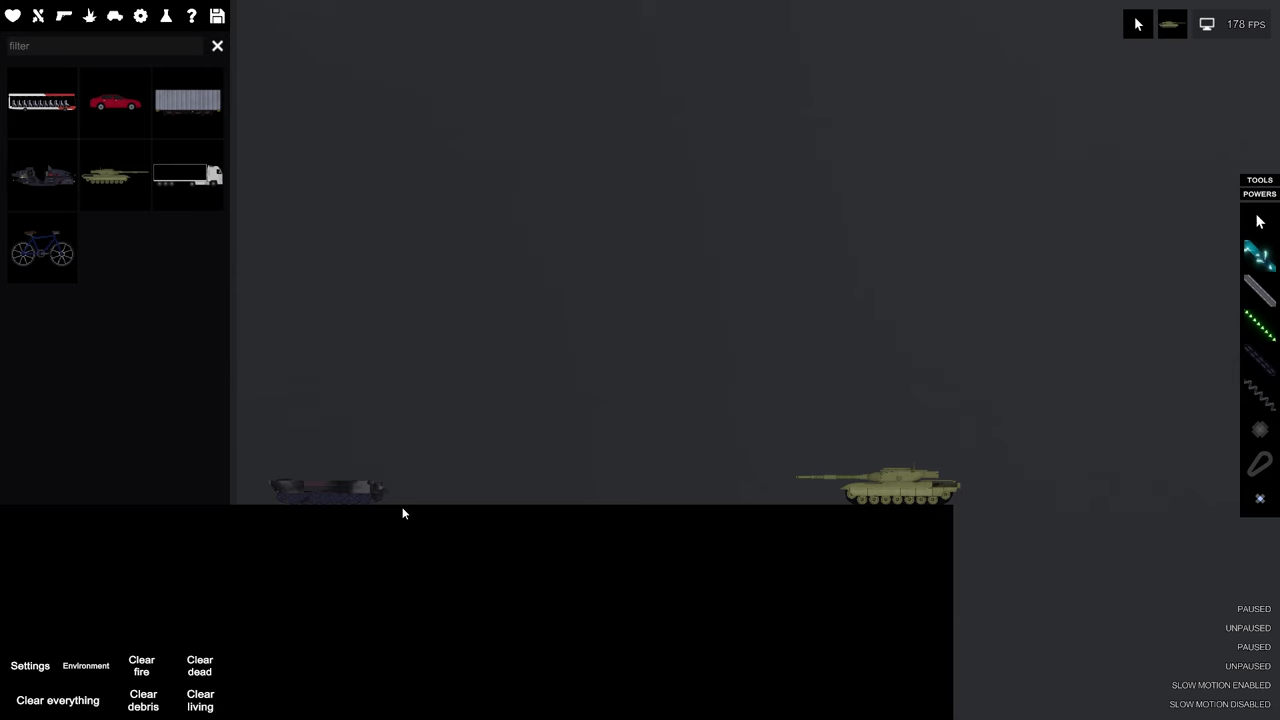 filter
178 FPS
TOOLS
POWERS
PAUSED
UNPAUSED
PAUSED
UNPAUSED
SLOW MOTION ENABLED
SLOW MOTION DISABLED
Settings
Environment
Clear
fire
Clear
dead
Clear everything
Clear
debris
Clear
living